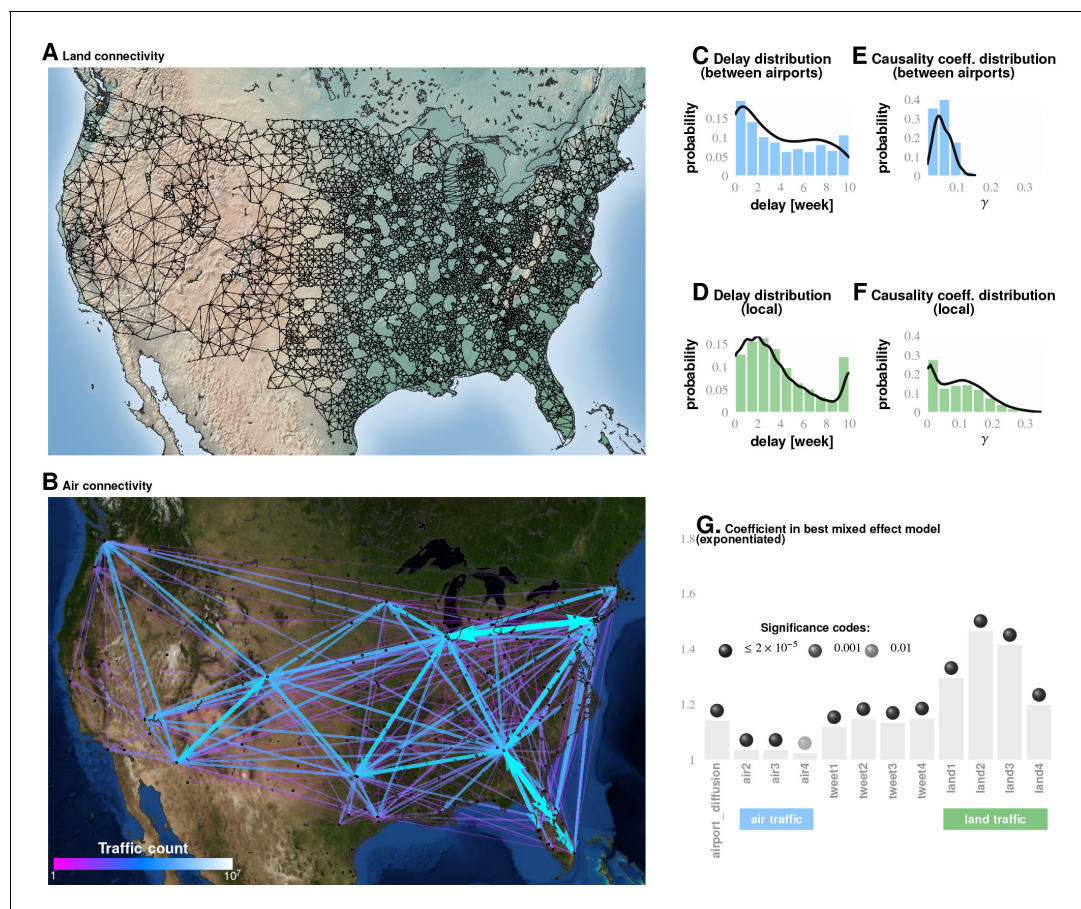 A Land connectivity
B Air connectivity
Traffic count
1
10⁷
C Delay distribution
(between airports)
probability
0.15
0.1
0.05
0
0
2
4
6
8
10
delay [week]
E Causality coeff. distribution
(between airports)
probability
0.4
0.3
0.2
0.1
0
0.1
0.2
0.3
γ
D Delay distribution
(local)
probability
0.15
0.1
0.05
0
0
2
4
6
8
10
delay [week]
F Causality coeff. distribution
(local)
probability
0.4
0.3
0.2
0.1
0
0
0.1
0.2
0.3
γ
G. Coefficient in best mixed effect model
(exponentiated)
1.8
1.6
1.4
1.2
1
Significance codes:
≤ 2 × 10⁻⁵
0.001
0.01
airport_diffusion
air2
air3
air4
tweet1
tweet2
tweet3
tweet4
land1
land2
land3
land4
air traffic
land traffic